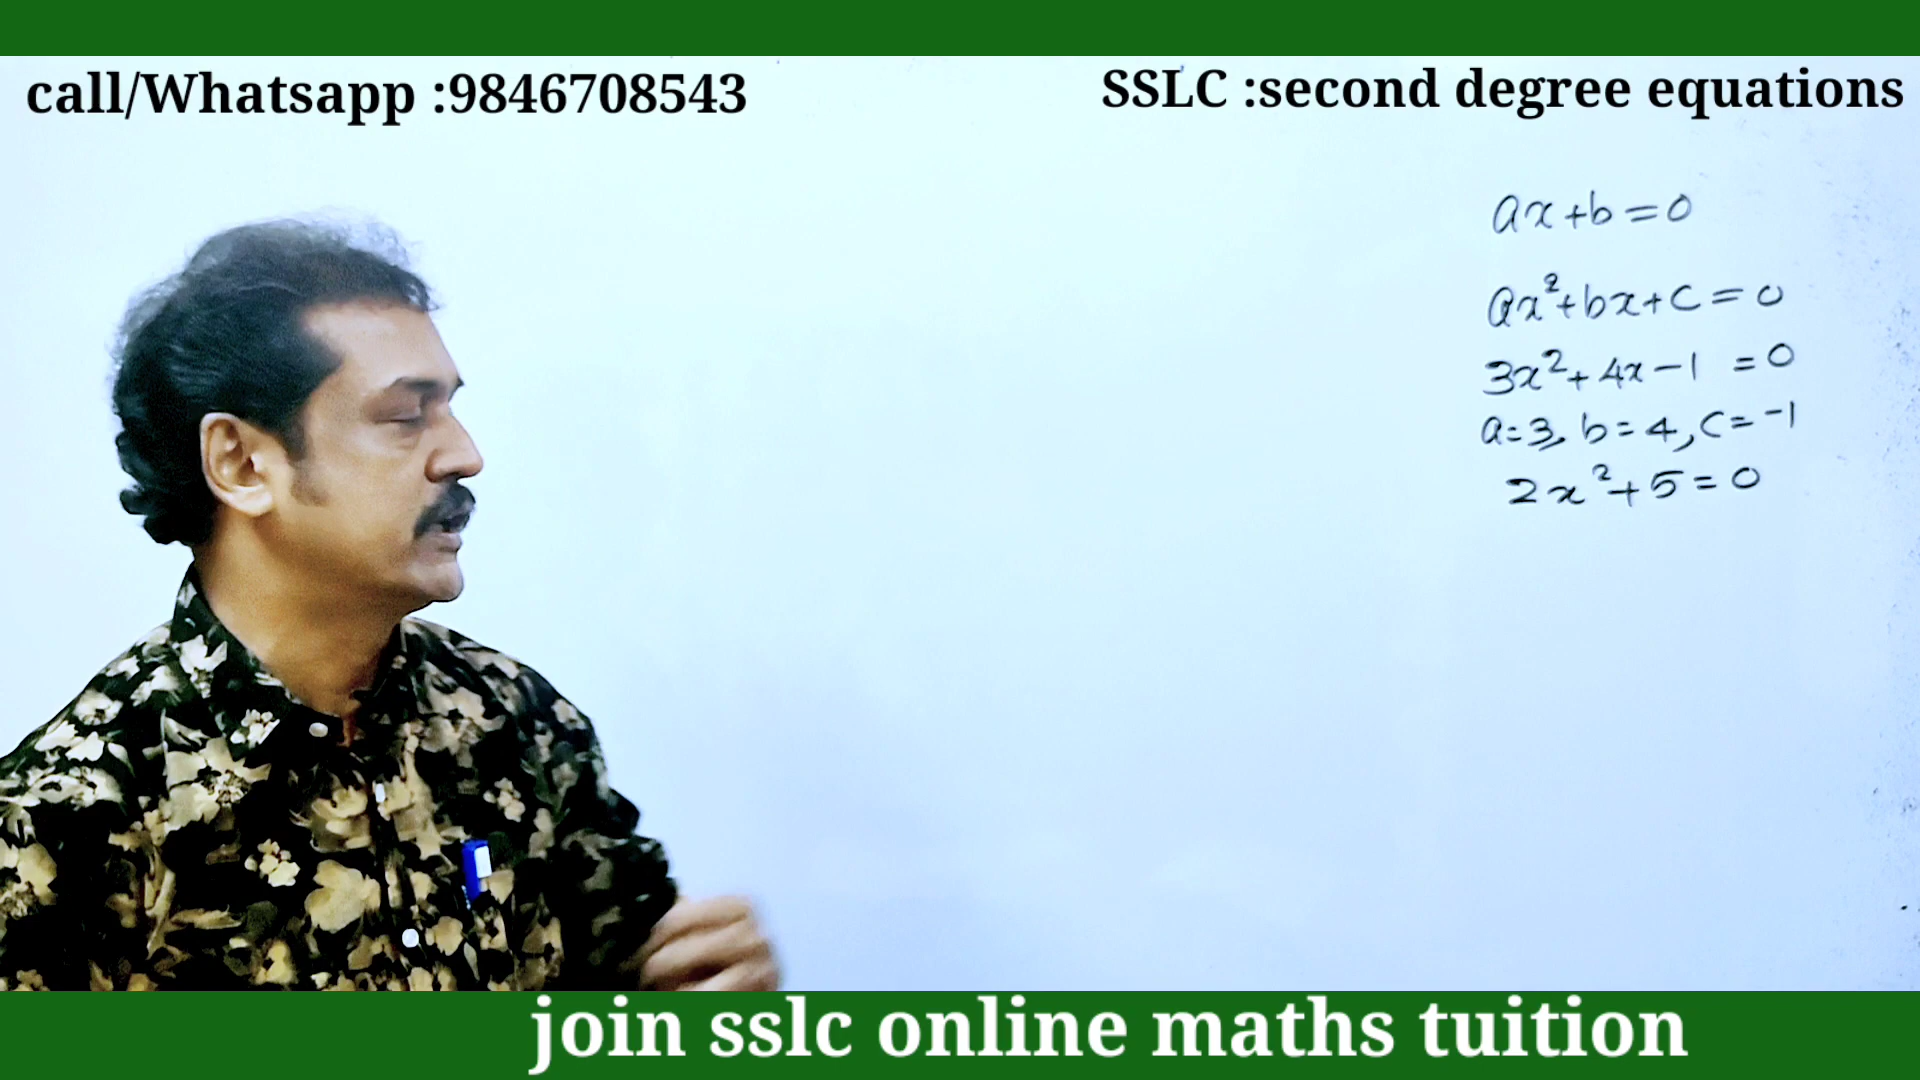 call/Whatsapp :9846708543
SSLC :second degree equations
ax+b=0
ax²+bx+c=0
3x²+4x-1 =0
a=3, b=4, c=-1
2x²+5=0
join sslc online maths tuition